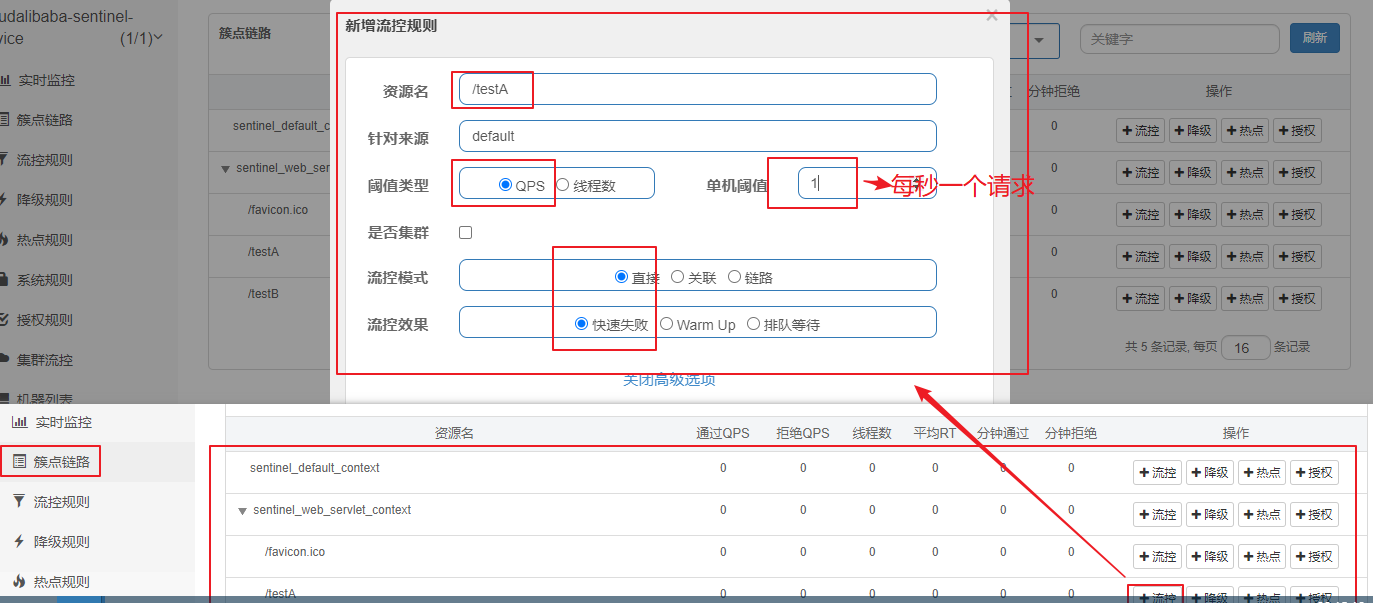 udalibaba-sentinel-
vice (1/1)
实时监控
簇点链路
流控规则
降级规则
热点规则
系统规则
授权规则
集群流控
机器列表
簇点链路
关键字
刷新
分钟拒绝 操作
sentinel_default_c 0 +流控 +降级 +热点 +授权
sentinel_web_ser 0 +流控 +降级 +热点 +授权
/favicon.ico 0 +流控 +降级 +热点 +授权
/testA 0 +流控 +降级 +热点 +授权
/testB 0 +流控 +降级 +热点 +授权
共 5 条记录, 每页 16 条记录
新增流控规则 ×
资源名 /testA
针对来源 default
阈值类型 QPS 线程数 单机阈值 1 每秒一个请求
是否集群
流控模式 直接 关联 链路
流控效果 快速失败 Warm Up 排队等待
关闭高级选项
实时监控
簇点链路
流控规则
降级规则
热点规则
资源名 通过QPS 拒绝QPS 线程数 平均RT 分钟通过 分钟拒绝 操作
sentinel_default_context 0 0 0 0 0 0 +流控 +降级 +热点 +授权
sentinel_web_servlet_context 0 0 0 0 0 0 +流控 +降级 +热点 +授权
/favicon.ico 0 0 0 0 0 0 +流控 +降级 +热点 +授权
/testA 0 0 0 0 0 0 +流控 +降级 +热点 +授权